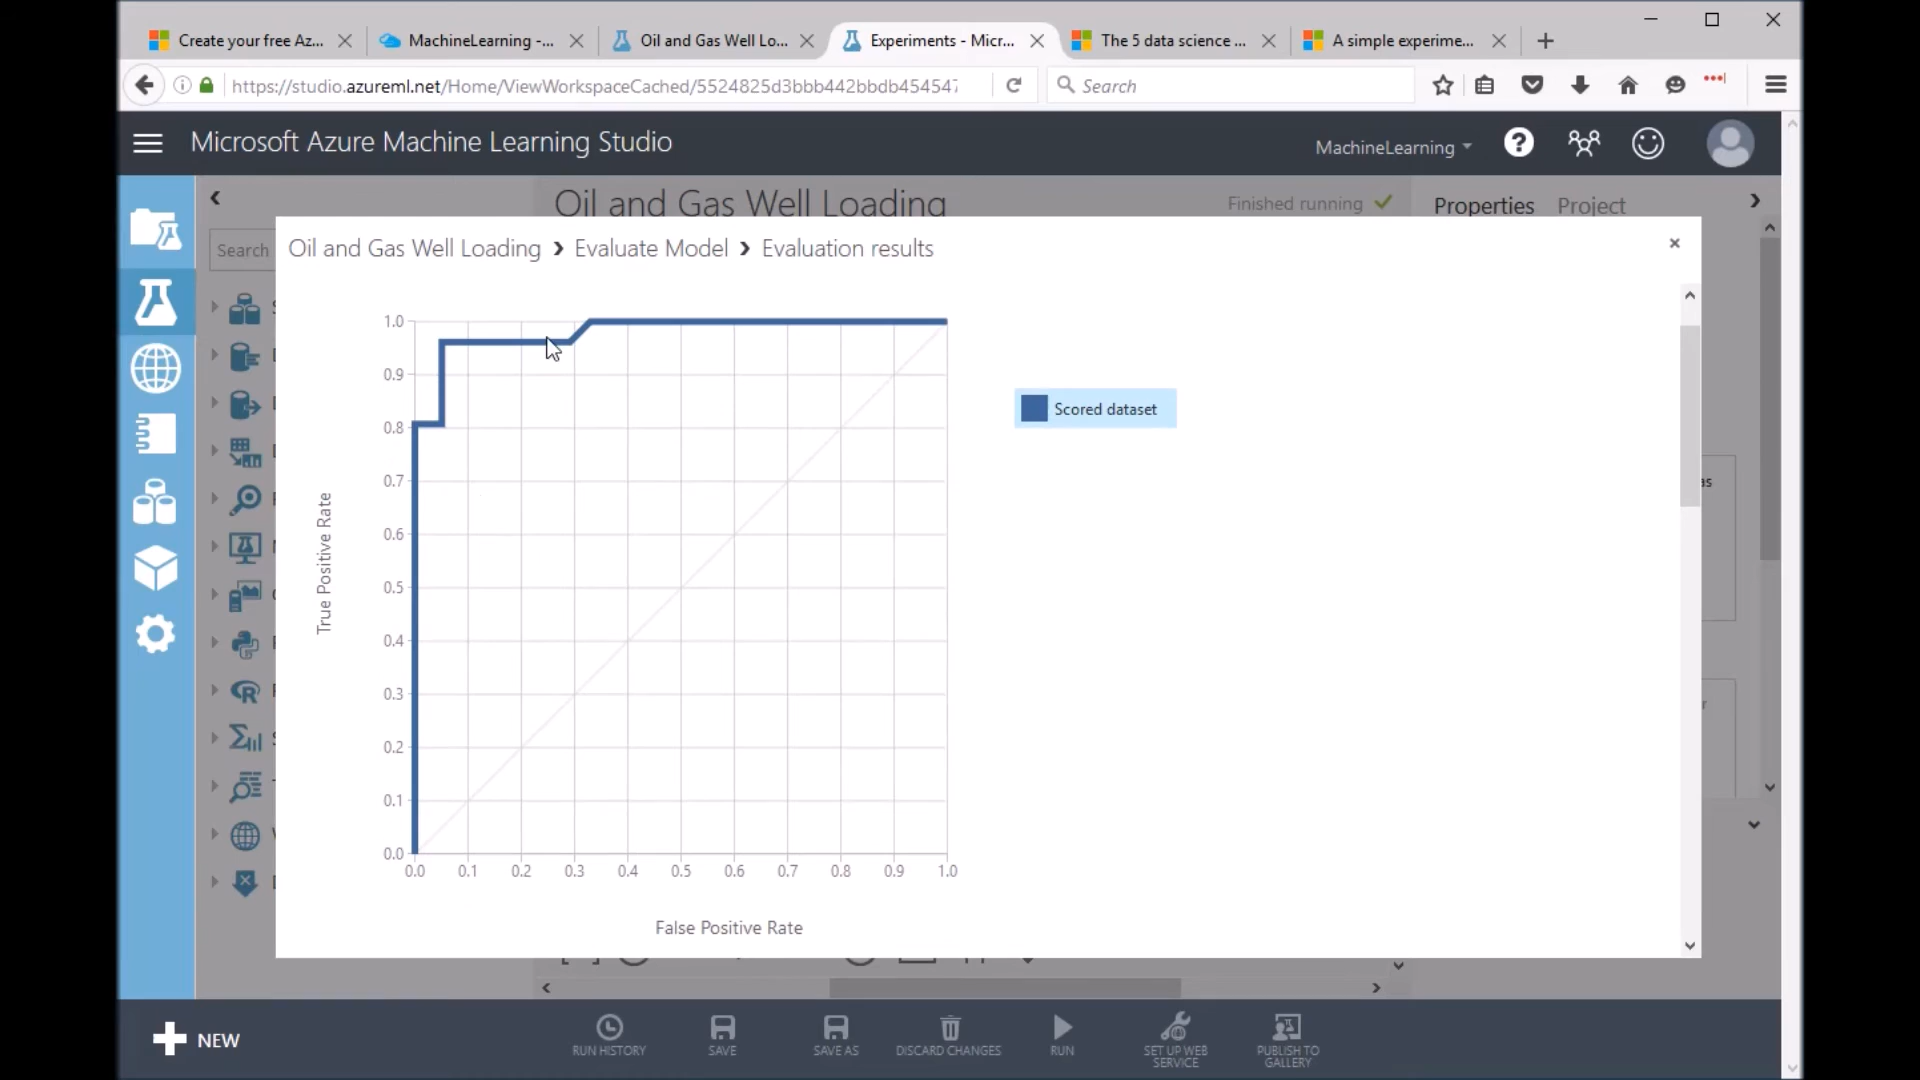 Create your free Az...
MachineLearning -...
Oil and Gas Well Lo...
Experiments - Micr...
The 5 data science ...
A simple experime...
https://studio.azureml.net/Home/ViewWorkspaceCached/5524825d3bbb442bbdb454547
Search
Microsoft Azure Machine Learning Studio
MachineLearning
Oil and Gas Well Loading
Finished running
Properties
Project
Search
Oil and Gas Well Loading > Evaluate Model > Evaluation results
1.0
0.9
0.8
0.7
0.6
0.5
0.4
0.3
0.2
0.1
0.0
True Positive Rate
0.0 0.1 0.2 0.3 0.4 0.5 0.6 0.7 0.8 0.9 1.0
False Positive Rate
Scored dataset
NEW
RUN HISTORY
SAVE
SAVE AS
DISCARD CHANGES
RUN
SET UP WEB
SERVICE
PUBLISH TO
GALLERY